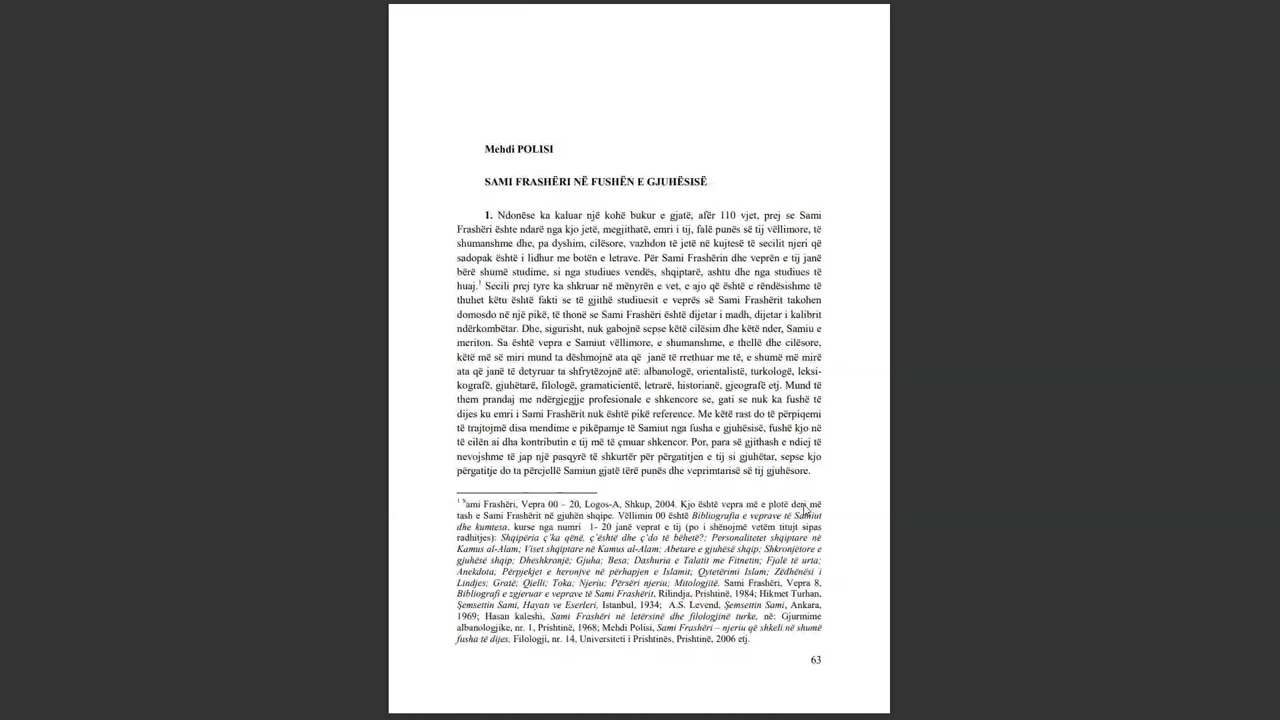 Mehdi POLISI
SAMI FRASHËRI NË FUSHËN E GJUHËSISË
1. Ndonëse ka kaluar një kohë bukur e gjatë, afër 110 vjet, prej se Sami
Frashëri është ndarë nga kjo jetë, megjithatë, emri i tij, falë punës së tij vëllimore, të
shumanshme dhe, pa dyshim, cilësore, vazhdon të jetë në kujtesë të secilit njeri që
sadopak është i lidhur me botën e letrave. Për Sami Frashërin dhe veprën e tij janë
bërë shumë studime, si nga studiues vendës, shqiptarë, ashtu dhe nga studiues të
huaj.¹ Secili prej tyre ka shkruar në mënyrën e vet, e ajo që është e rëndësishme të
thuhet këtu është fakti se të gjithë studiuesit e veprës së Sami Frashërit takohen
domosdo në një pikë, të thonë se Sami Frashëri është dijetar i madh, dijetar i kalibrit
ndërkombëtar. Dhe, sigurisht, nuk gabojnë sepse këtë cilësim dhe këtë nder, Samiu e
meriton. Sa është vepra e Samiut vëllimore, e shumanshme, e thellë dhe cilësore,
këtë më së miri mund ta dëshmojnë ata që janë të rrethuar me të, e shumë më mirë
ata që janë të detyruar ta shfrytëzojnë atë: albanologë, orientalistë, turkologë, leksi-
kografë, gjuhëtarë, filologë, gramaticientë, letrarë, historianë, gjeografë etj. Mund të
them prandaj me ndërgjegjje profesionale e shkencore se, gati se nuk ka fushë të
dijes ku emri i Sami Frashërit nuk është pikë reference. Me këtë rast do të përpiqemi
të trajtojmë disa mendime e pikëpamje të Samiut nga fusha e gjuhësisë, fushë kjo në
të cilën ai dha kontributin e tij më të çmuar shkencor. Por, para së gjithash e ndiej të
nevojshme të jap një pasqyrë të shkurtër për përgatitjen e tij si gjuhëtar, sepse kjo
përgatitje do ta përcjellë Samiun gjatë tërë punës dhe veprimtarisë së tij gjuhësore.
¹ Sami Frashëri, Vepra 00 – 20, Logos-A, Shkup, 2004. Kjo është vepra më e plotë deri më
tash e Sami Frashërit në gjuhën shqipe. Vëllimin 00 është Bibliografia e veprave të Samiut
dhe kumtesa, kurse nga numri 1- 20 janë veprat e tij (po i shënojmë vetëm titujt sipas
radhitjes): Shqipëria ç'ka qënë, ç'është dhe ç'do të bëhetë?; Personalitetet shqiptare në
Kamus al-Alam; Viset shqiptare në Kamus al-Alam; Abetare e gjuhësë shqip; Shkronjëtore e
gjuhësë shqip; Dheshkronjë; Gjuha; Besa; Dashuria e Talatit me Fitnetin; Fjalë të urta;
Anekdota, Përpjekjet e heronjve në përhapjen e Islamit; Qytetërimi Islam; Zëdhënësi i
Lindjes; Gratë; Qielli; Toka; Njeriu; Përsëri njeriu; Mitologjitë. Sami Frashëri, Vepra 8,
Bibliografi e zgjeruar e veprave të Sami Frashërit, Rilindja, Prishtinë, 1984; Hikmet Turhan,
Şemsettin Sami, Hayatı ve Eserleri, Istanbul, 1934; A.S. Levend, Şemsettin Sami, Ankara,
1969; Hasan kaleshi, Sami Frashëri në letërsinë dhe filologjinë turke, në: Gjurmime
albanologjike, nr. 1, Prishtinë, 1968; Mehdi Polisi, Sami Frashëri – njeriu që shkeli në shumë
fusha të dijes, Filologji, nr. 14, Universiteti i Prishtinës, Prishtinë, 2006 etj.
63